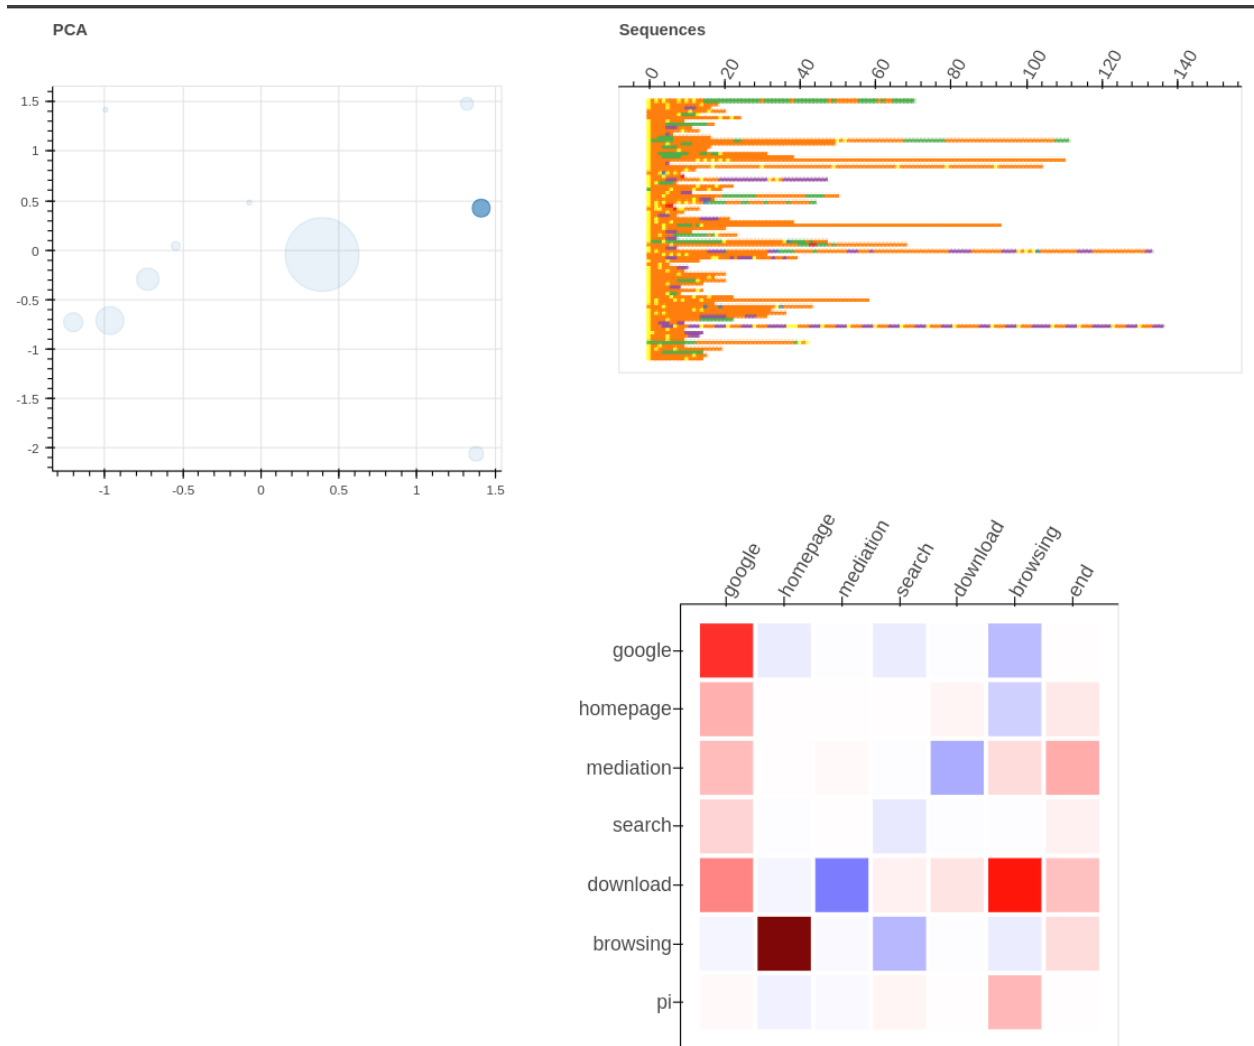 PCA
1.5
1
0.5
0
-0.5
-1
-1.5
-2
-1
-0.5
0
0.5
1
1.5
Sequences
0
20
40
60
80
100
120
140
google
homepage
mediation
search
download
browsing
end
google
homepage
mediation
search
download
browsing
pi